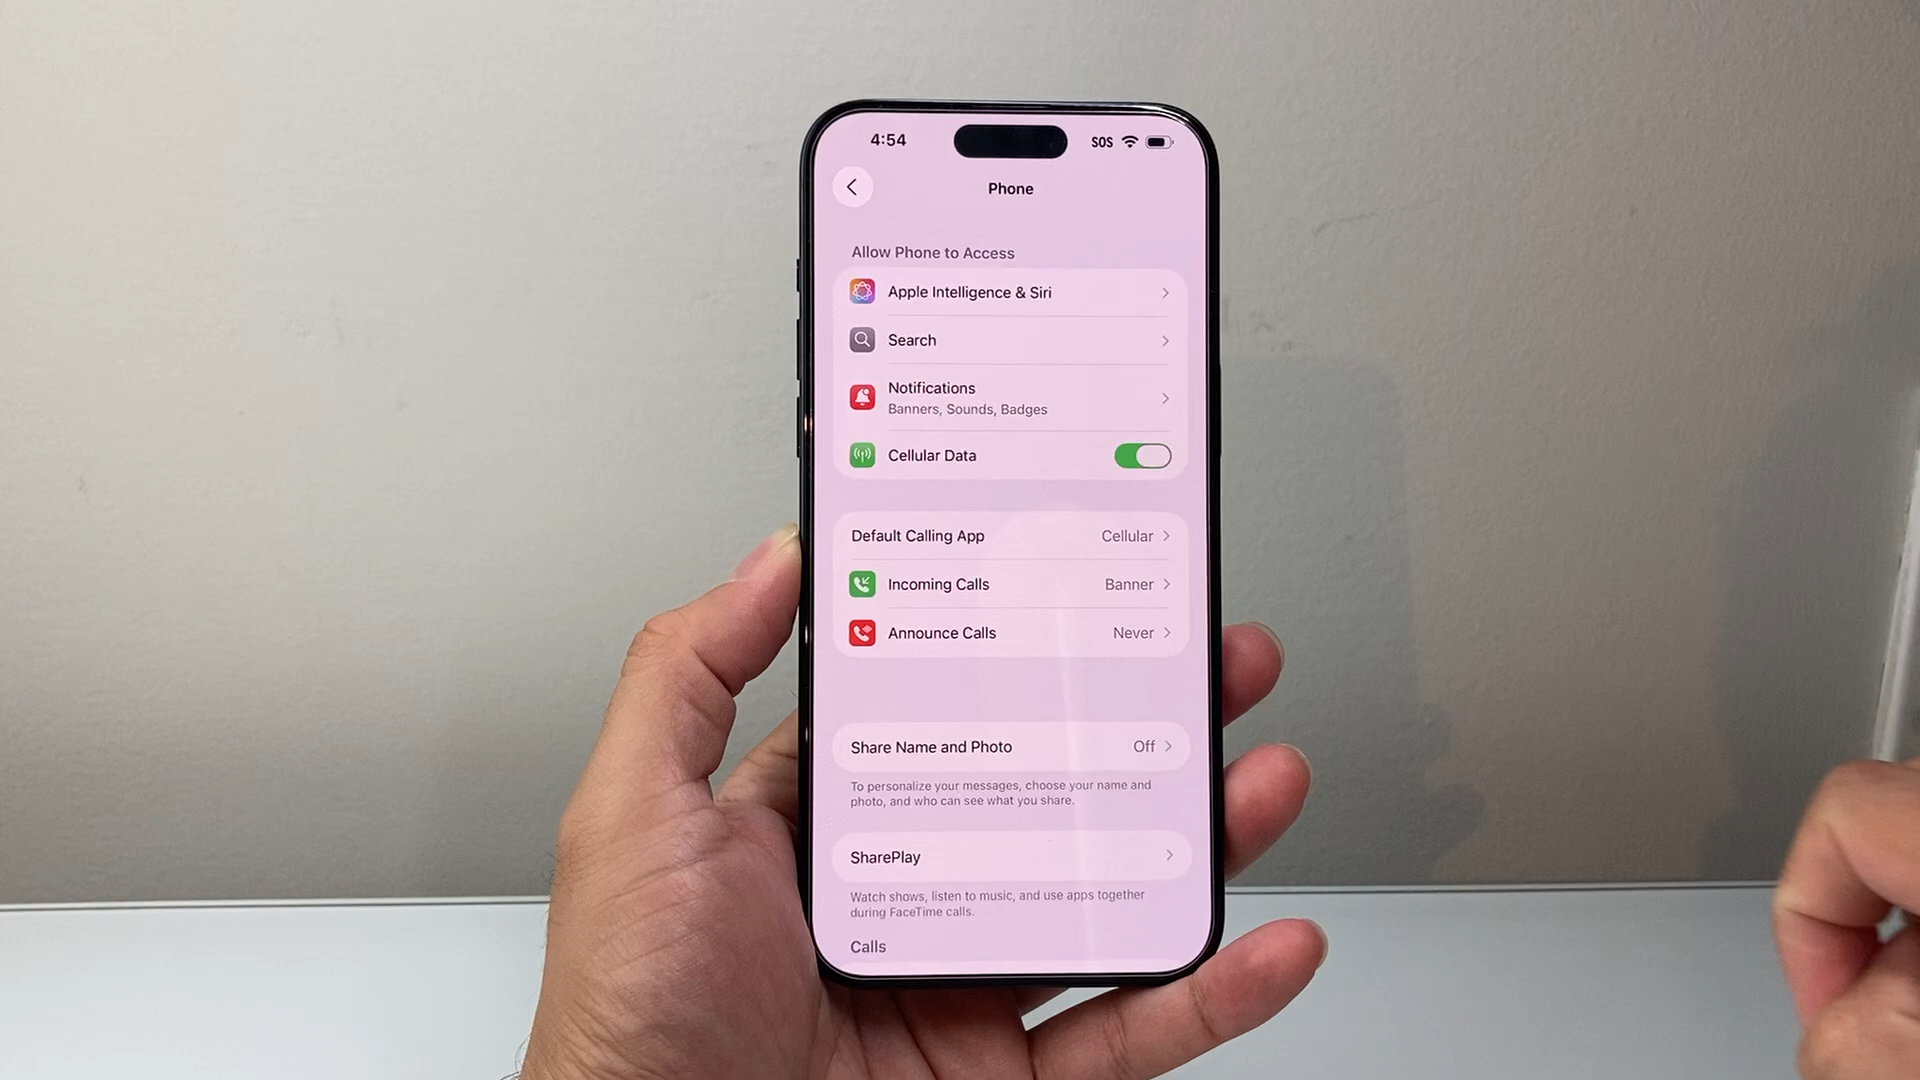 4:54
SOS
Phone
Allow Phone to Access
Apple Intelligence & Siri
Search
Notifications
Banners, Sounds, Badges
Cellular Data
Default Calling App Cellular
Incoming Calls Banner
Announce Calls Never
Share Name and Photo Off
To personalize your messages, choose your name and
photo, and who can see what you share.
SharePlay
Watch shows, listen to music, and use apps together
during FaceTime calls.
Calls